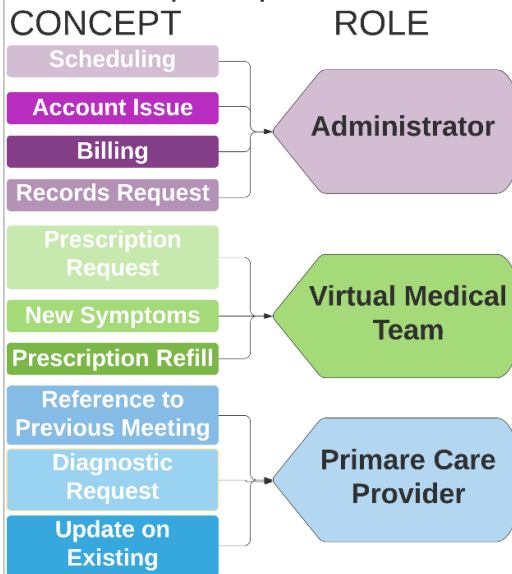 CONCEPT ROLE
Scheduling
Account Issue
Billing
Records Request
Administrator
Prescription
Request
New Symptoms
Prescription Refill
Virtual Medical
Team
Reference to
Previous Meeting
Diagnostic
Request
Update on
Existing
Primare Care
Provider